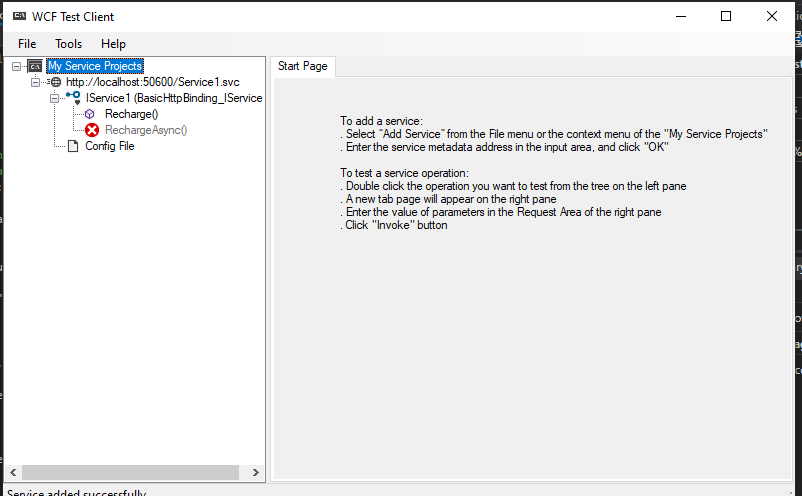 WCF Test Client
File Tools Help
My Service Projects
http://localhost:50600/Service1.svc
IService1 (BasicHttpBinding_IService
Recharge()
RechargeAsync()
Config File
Start Page
To add a service:
. Select "Add Service" from the File menu or the context menu of the "My Service Projects"
. Enter the service metadata address in the input area, and click "OK"
To test a service operation:
. Double click the operation you want to test from the tree on the left pane
. A new tab page will appear on the right pane
. Enter the value of parameters in the Request Area of the right pane
. Click "Invoke" button
Service added successfully